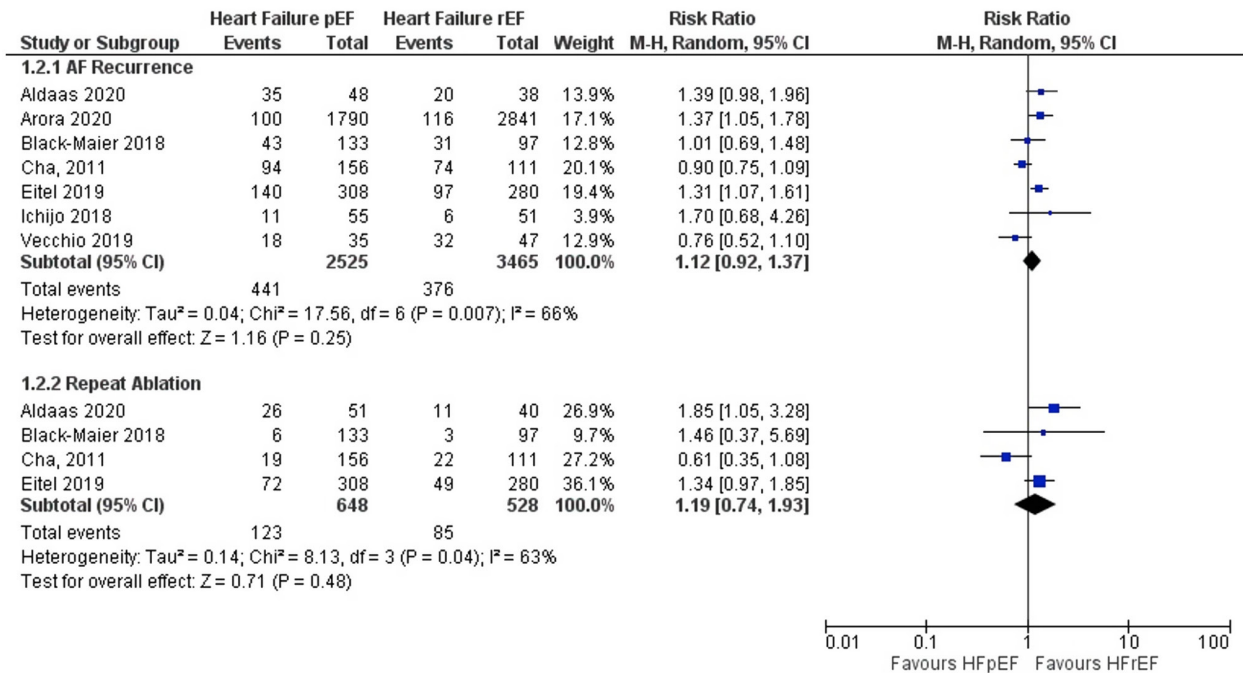 Heart Failure pEF Heart Failure rEF Risk Ratio Risk Ratio
Study or Subgroup Events Total Events Total Weight M-H, Random, 95% CI M-H, Random, 95% CI
1.2.1 AF Recurrence
Aldaas 2020 35 48 20 38 13.9% 1.39 [0.98, 1.96]
Arora 2020 100 1790 116 2841 17.1% 1.37 [1.05, 1.78]
Black-Maier 2018 43 133 31 97 12.8% 1.01 [0.69, 1.48]
Cha, 2011 94 156 74 111 20.1% 0.90 [0.75, 1.09]
Eitel 2019 140 308 97 280 19.4% 1.31 [1.07, 1.61]
Ichijo 2018 11 55 6 51 3.9% 1.70 [0.68, 4.26]
Vecchio 2019 18 35 32 47 12.9% 0.76 [0.52, 1.10]
Subtotal (95% CI) 2525 3465 100.0% 1.12 [0.92, 1.37]
Total events 441 376
Heterogeneity: Tau² = 0.04; Chi² = 17.56, df = 6 (P = 0.007); I² = 66%
Test for overall effect: Z = 1.16 (P = 0.25)
1.2.2 Repeat Ablation
Aldaas 2020 26 51 11 40 26.9% 1.85 [1.05, 3.28]
Black-Maier 2018 6 133 3 97 9.7% 1.46 [0.37, 5.69]
Cha, 2011 19 156 22 111 27.2% 0.61 [0.35, 1.08]
Eitel 2019 72 308 49 280 36.1% 1.34 [0.97, 1.85]
Subtotal (95% CI) 648 528 100.0% 1.19 [0.74, 1.93]
Total events 123 85
Heterogeneity: Tau² = 0.14; Chi² = 8.13, df = 3 (P = 0.04); I² = 63%
Test for overall effect: Z = 0.71 (P = 0.48)
0.01 0.1 1 10 100
Favours HFpEF Favours HFrEF